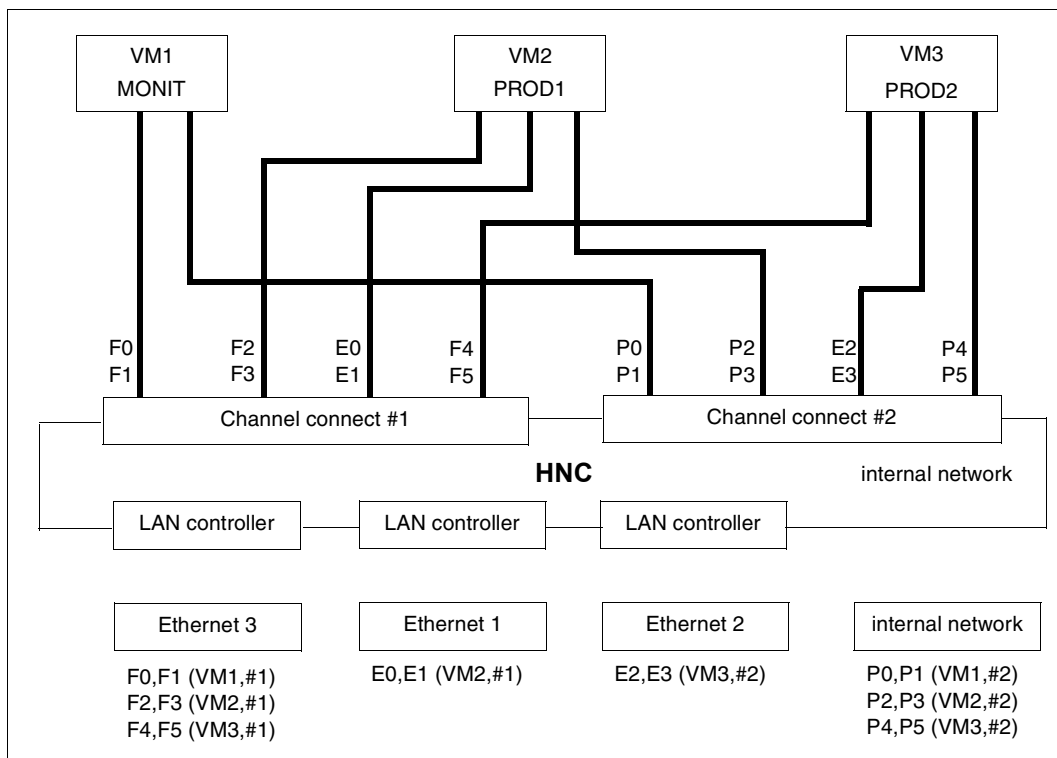 VM1
MONIT
VM2
PROD1
VM3
PROD2
F0
F1
F2
F3
E0
E1
F4
F5
P0
P1
P2
P3
E2
E3
P4
P5
Channel connect #1
Channel connect #2
HNC
internal network
LAN controller
LAN controller
LAN controller
Ethernet 3
Ethernet 1
Ethernet 2
internal network
F0,F1 (VM1,#1)
F2,F3 (VM2,#1)
F4,F5 (VM3,#1)
E0,E1 (VM2,#1)
E2,E3 (VM3,#2)
P0,P1 (VM1,#2)
P2,P3 (VM2,#2)
P4,P5 (VM3,#2)